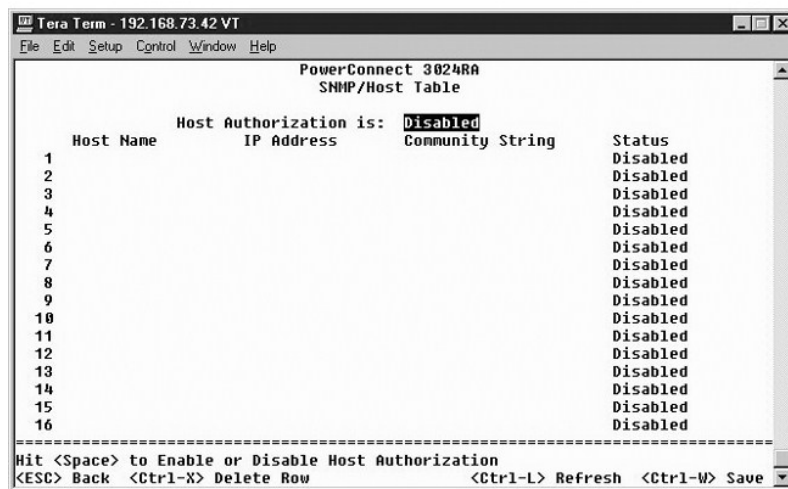 Tera Term - 192.168.73.42 VT
File Edit Setup Control Window Help
PowerConnect 3024RA
SNMP/Host Table
Host Authorization is: Disabled
Host Name IP Address Community String Status
1 Disabled
2 Disabled
3 Disabled
4 Disabled
5 Disabled
6 Disabled
7 Disabled
8 Disabled
9 Disabled
10 Disabled
11 Disabled
12 Disabled
13 Disabled
14 Disabled
15 Disabled
16 Disabled
Hit <Space> to Enable or Disable Host Authorization
<ESC> Back <Ctrl-X> Delete Row <Ctrl-L> Refresh <Ctrl-W> Save